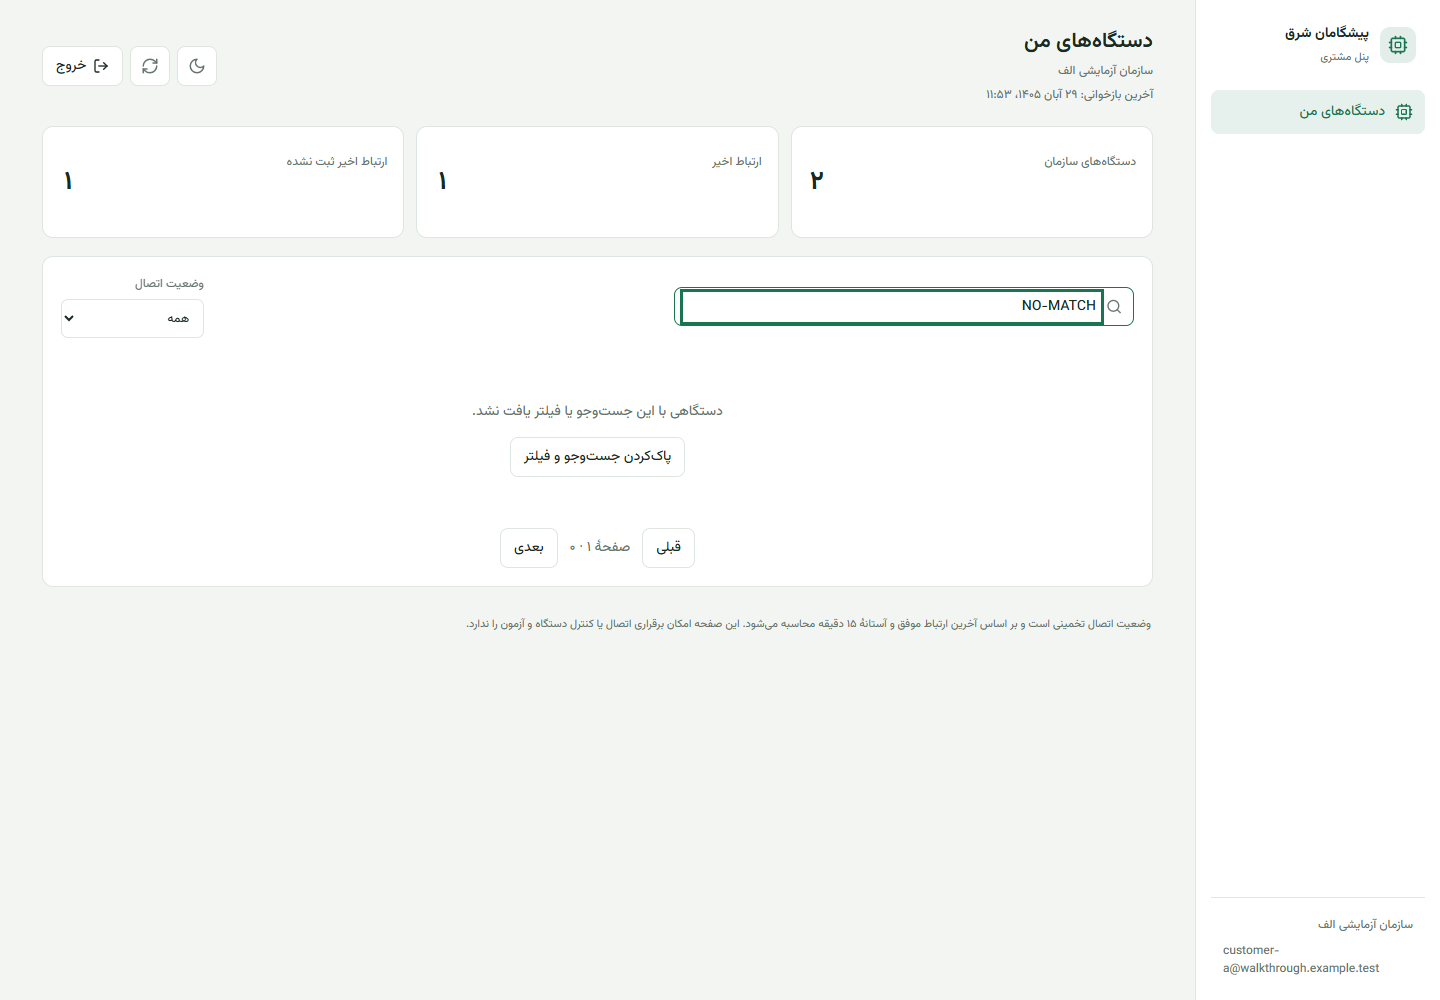 پیشگامان شرق
پنل مشتری
دستگاه‌های من
دستگاه‌های من
سازمان آزمایشی الف
آخرین بازخوانی: ۲۹ آبان ۱۴۰۵، ۱۱:۵۳
خروج
دستگاه‌های سازمان
۲
ارتباط اخیر
۱
ارتباط اخیر ثبت نشده
۱
NO-MATCH
وضعیت اتصال
همه
دستگاهی با این جست‌وجو یا فیلتر یافت نشد.
پاک‌کردن جست‌وجو و فیلتر
قبلی
صفحهٔ ۱ · ۰
بعدی
وضعیت اتصال تخمینی است و بر اساس آخرین ارتباط موفق و آستانهٔ ۱۵ دقیقه محاسبه می‌شود. این صفحه امکان برقراری اتصال یا کنترل دستگاه و آزمون را ندارد.
سازمان آزمایشی الف
customer-
a@walkthrough.example.test